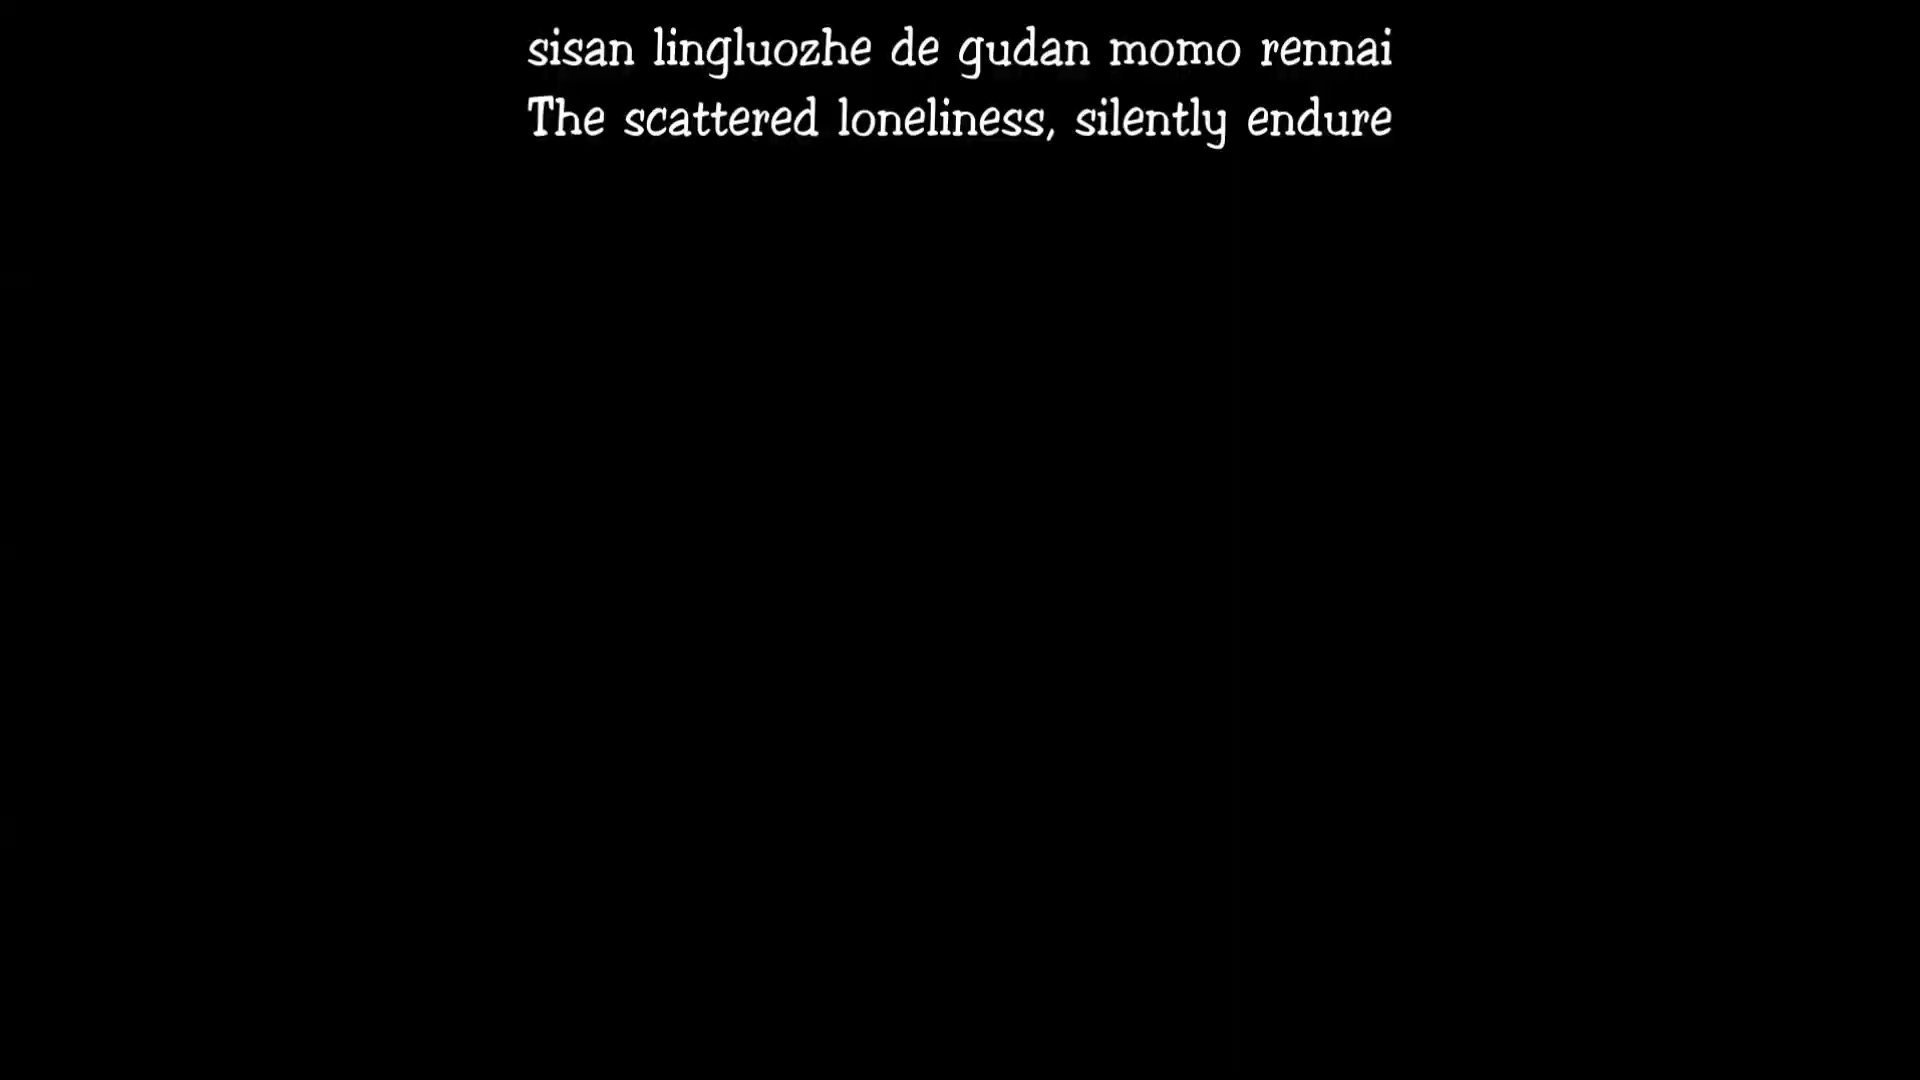 sisan lingluozhe de gudan momo rennai
The scattered loneliness, silently endure